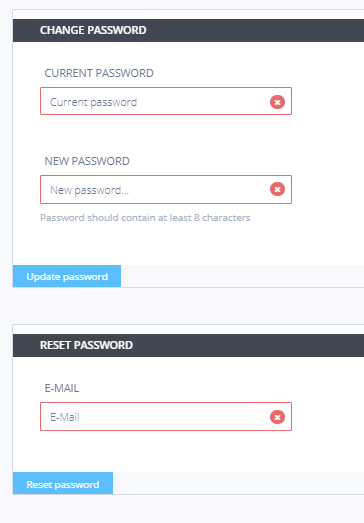 CHANGE PASSWORD
CURRENT PASSWORD
Current password
NEW PASSWORD
New password...
Password should contain at least 8 characters
Update password
RESET PASSWORD
E-MAIL
E-Mail
Reset password